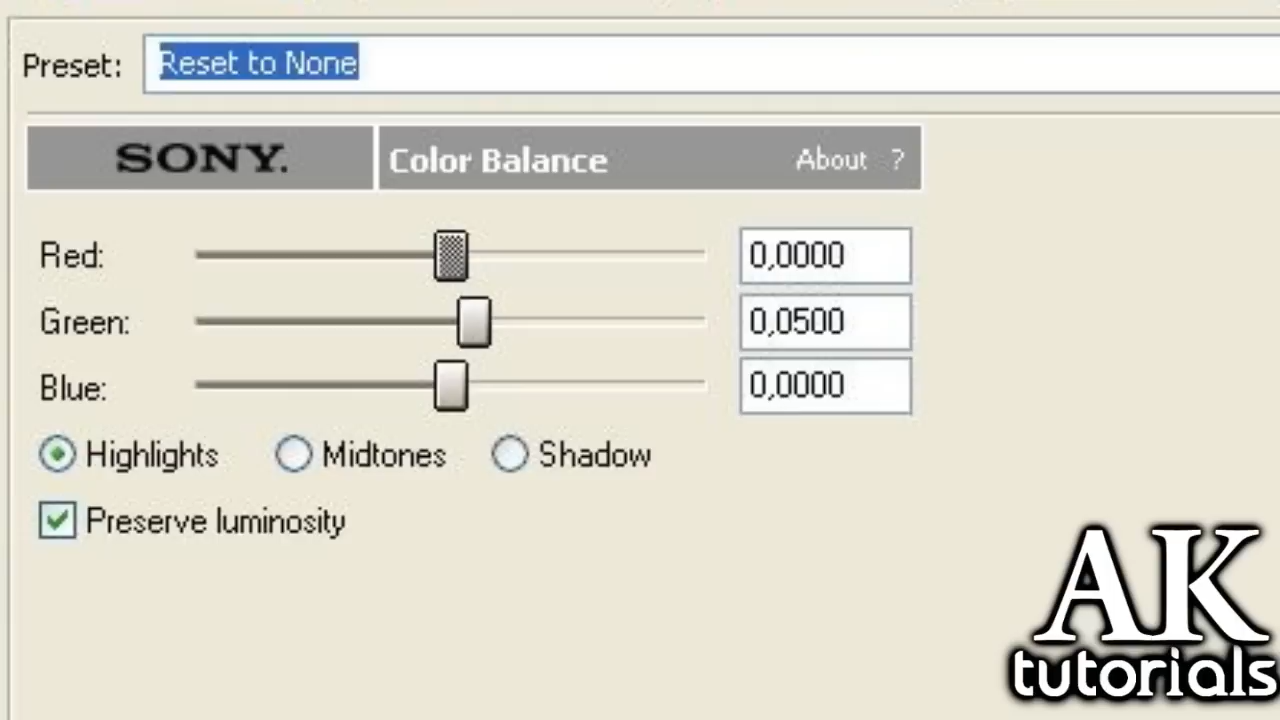 Preset: Reset to None
SONY. Color Balance About ?
Red: 0,0000
Green: 0,0500
Blue: 0,0000
Highlights Midtones Shadow
Preserve luminosity
AK
tutorials